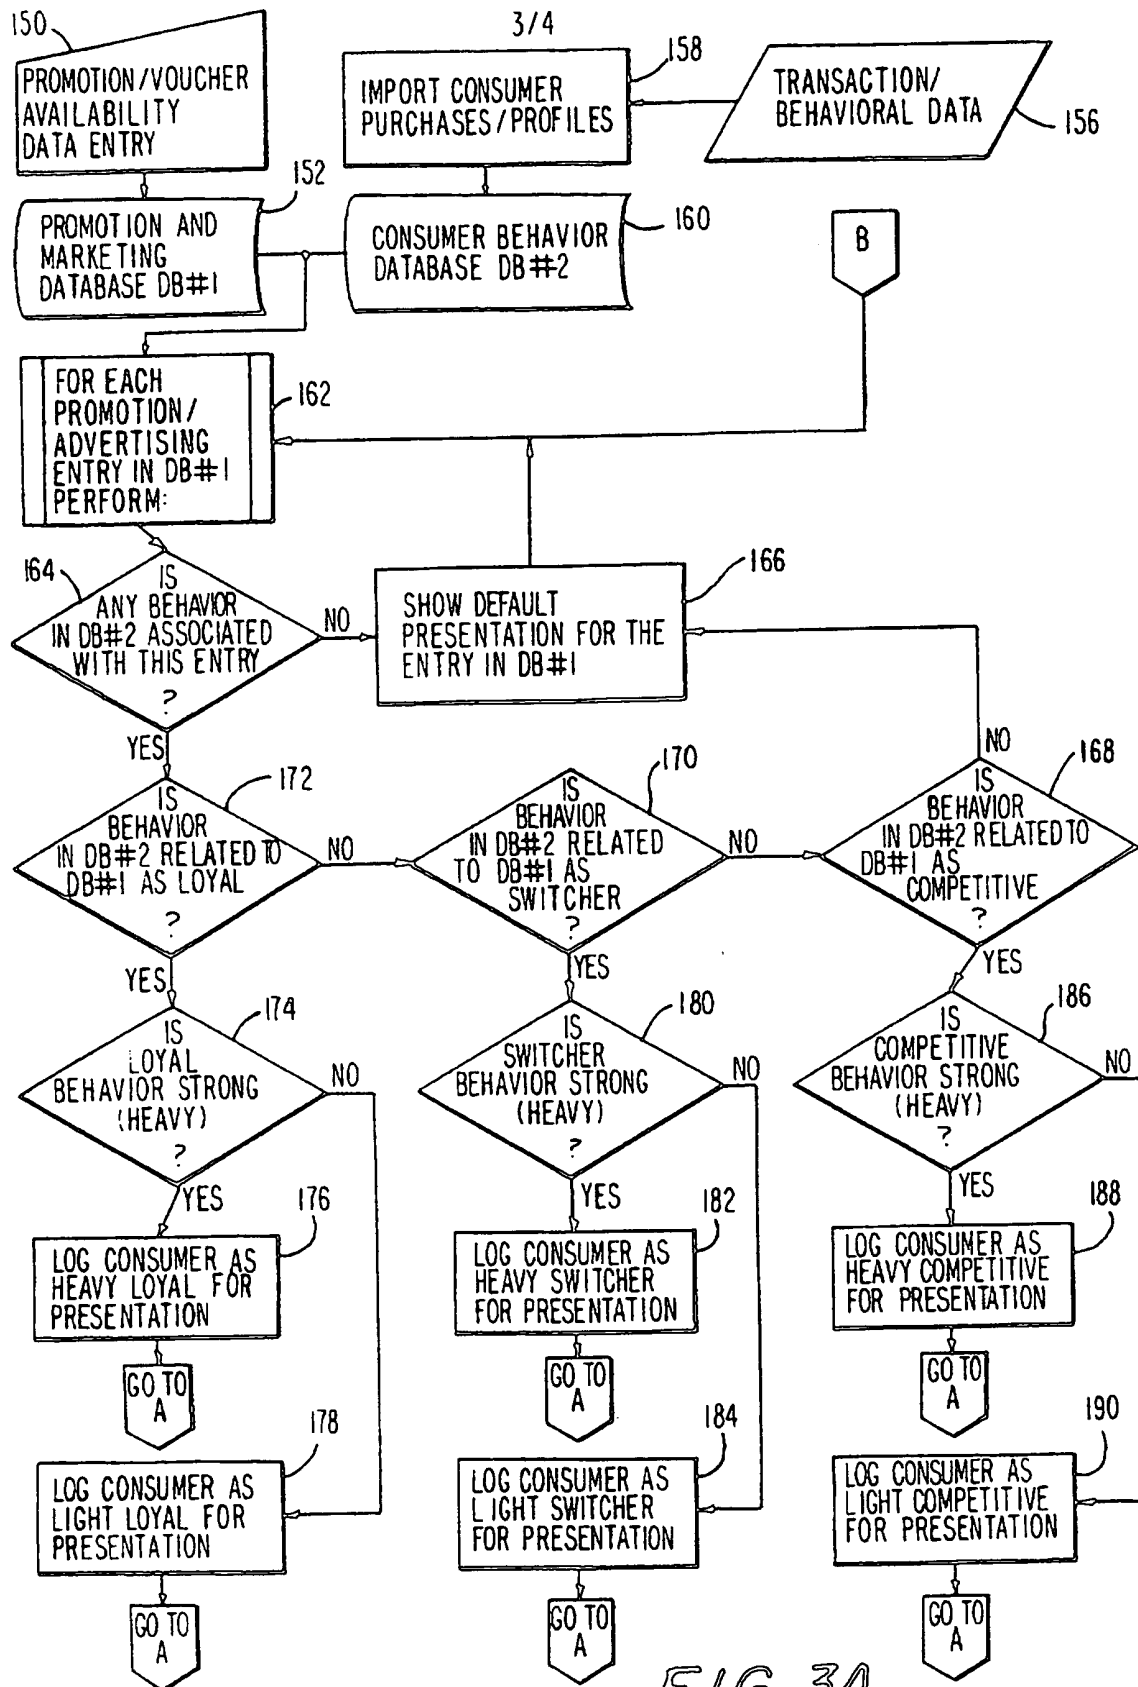 150
3/4
158
PROMOTION/VOUCHER
AVAILABILITY
DATA ENTRY
IMPORT CONSUMER
PURCHASES/PROFILES
TRANSACTION/
BEHAVIORAL DATA
156
152
PROMOTION AND
MARKETING
DATABASE DB#1
CONSUMER BEHAVIOR
DATABASE DB#2
160
B
FOR EACH
PROMOTION/
ADVERTISING
ENTRY IN DB#1
PERFORM:
162
164
IS
ANY BEHAVIOR
IN DB#2 ASSOCIATED
WITH THIS ENTRY
?
NO
SHOW DEFAULT
PRESENTATION FOR THE
ENTRY IN DB#1
166
YES
172
IS
BEHAVIOR
IN DB#2 RELATED TO
DB#1 AS LOYAL
?
NO
170
IS
BEHAVIOR
IN DB#2 RELATED
TO DB#1 AS
SWITCHER
?
NO
NO
168
IS
BEHAVIOR
IN DB#2 RELATED TO
DB#1 AS
COMPETITIVE
?
YES
YES
YES
174
IS
LOYAL
BEHAVIOR STRONG
(HEAVY)
?
NO
180
IS
SWITCHER
BEHAVIOR STRONG
(HEAVY)
?
NO
186
IS
COMPETITIVE
BEHAVIOR STRONG
(HEAVY)
?
NO
YES
YES
YES
176
LOG CONSUMER AS
HEAVY LOYAL FOR
PRESENTATION
182
LOG CONSUMER AS
HEAVY SWITCHER
FOR PRESENTATION
188
LOG CONSUMER AS
HEAVY COMPETITIVE
FOR PRESENTATION
GO TO
A
GO TO
A
GO TO
A
178
LOG CONSUMER AS
LIGHT LOYAL FOR
PRESENTATION
184
LOG CONSUMER AS
LIGHT SWITCHER
FOR PRESENTATION
190
LOG CONSUMER AS
LIGHT COMPETITIVE
FOR PRESENTATION
GO TO
A
GO TO
A
GO TO
A
FIG. 3A